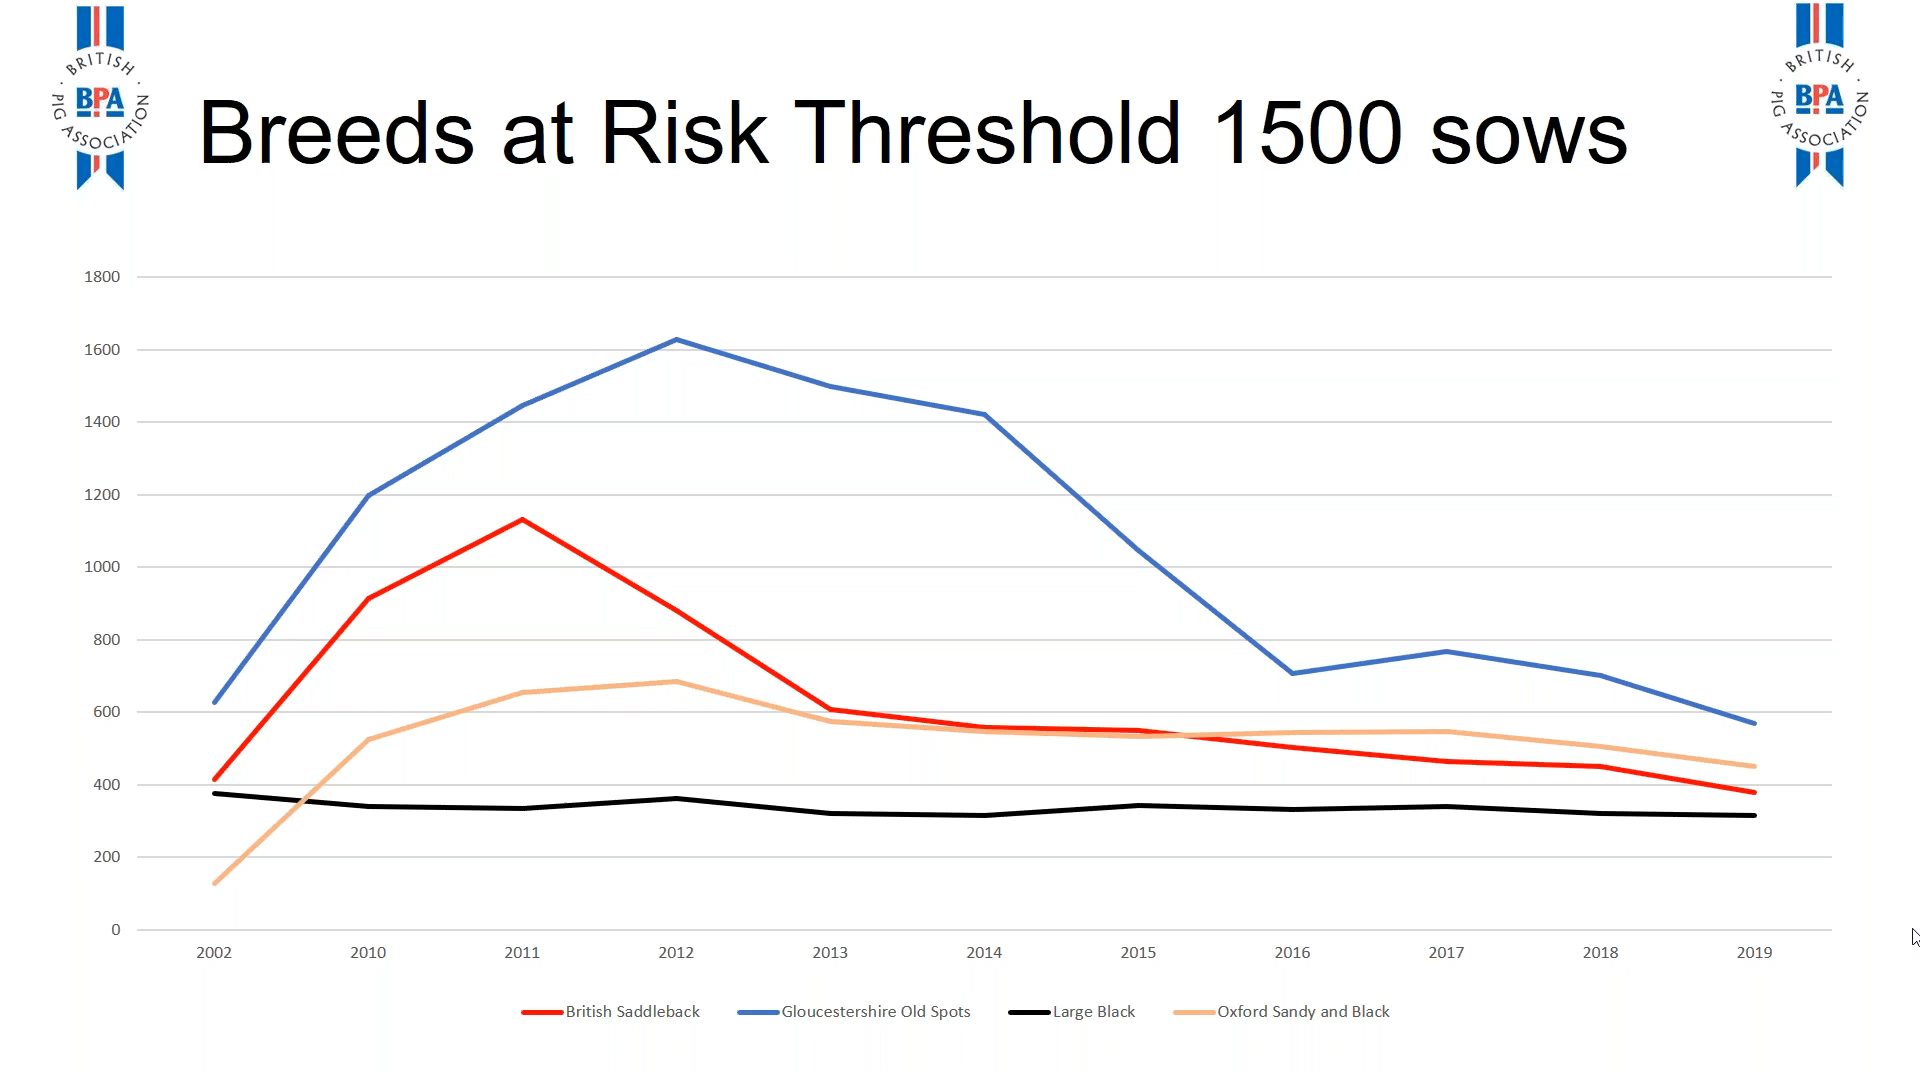 BRITISH
BPA
PIG ASSOCIATION
BRITISH
BPA
PIG ASSOCIATION
Breeds at Risk Threshold 1500 sows
1800
1600
1400
1200
1000
800
600
400
200
0
2002 2010 2011 2012 2013 2014 2015 2016 2017 2018 2019
British Saddleback Gloucestershire Old Spots Large Black Oxford Sandy and Black